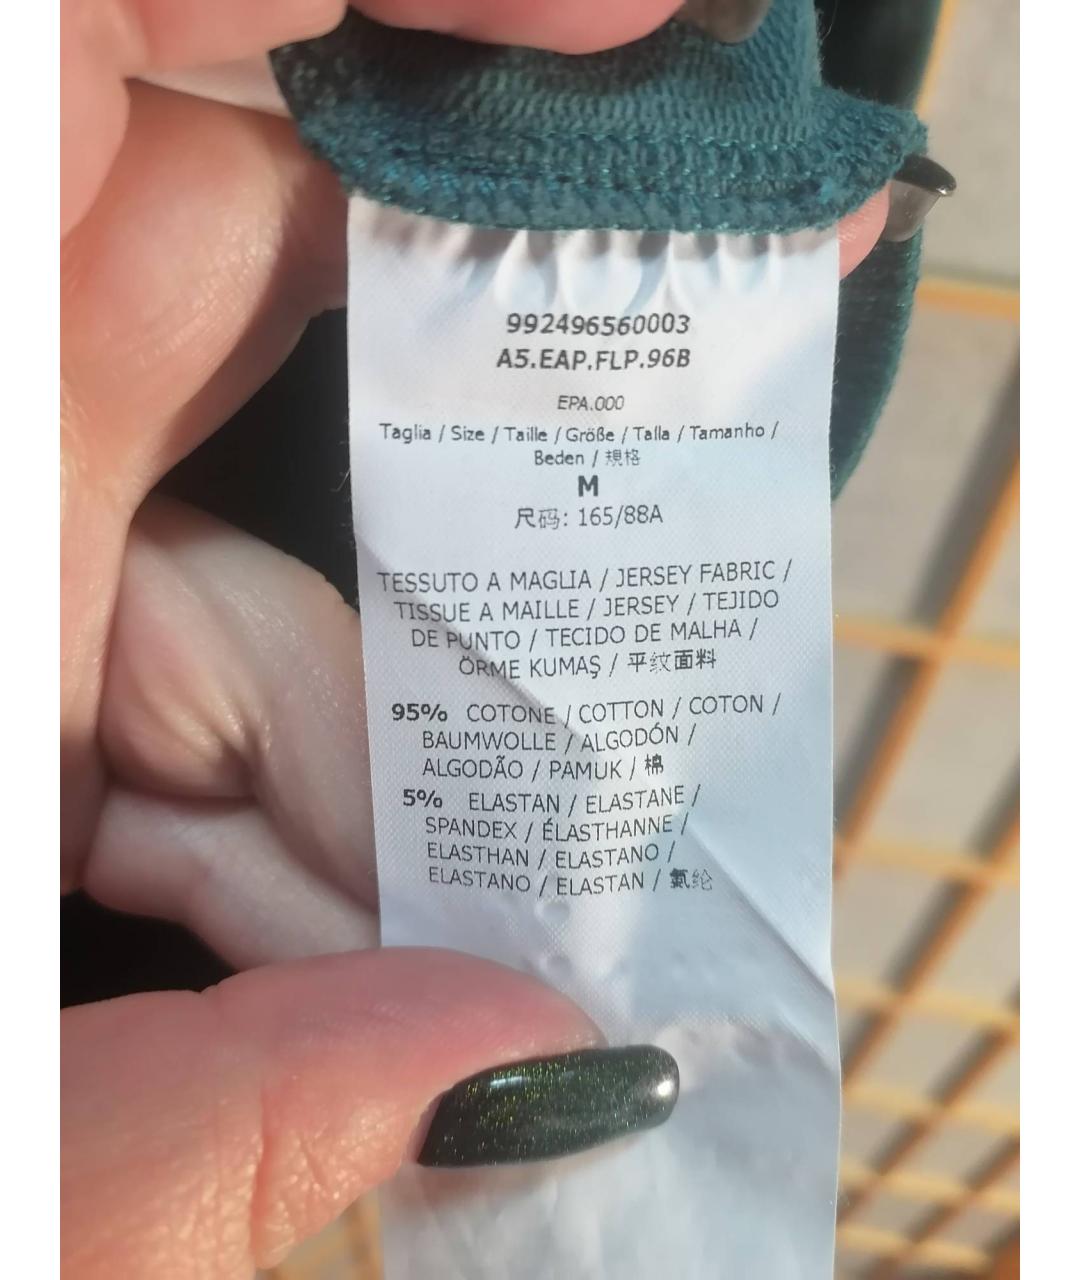 992496560003
A5.EAP.FLP.96B
EPA.000
Taglia / Size / Taille / Größe / Talla / Tamanho /
Beden / 規格
M
尺码: 165/88A
TESSUTO A MAGLIA / JERSEY FABRIC /
TISSUE A MAILLE / JERSEY / TEJIDO
DE PUNTO / TECIDO DE MALHA /
ÖRME KUMAŞ / 平纹面料
95% COTONE / COTTON / COTON /
BAUMWOLLE / ALGODÓN /
ALGODÃO / PAMUK / 棉
5% ELASTAN / ELASTANE /
SPANDEX / ÉLASTHANNE /
ELASTHAN / ELASTANO /
ELASTANO / ELASTAN / 氨纶